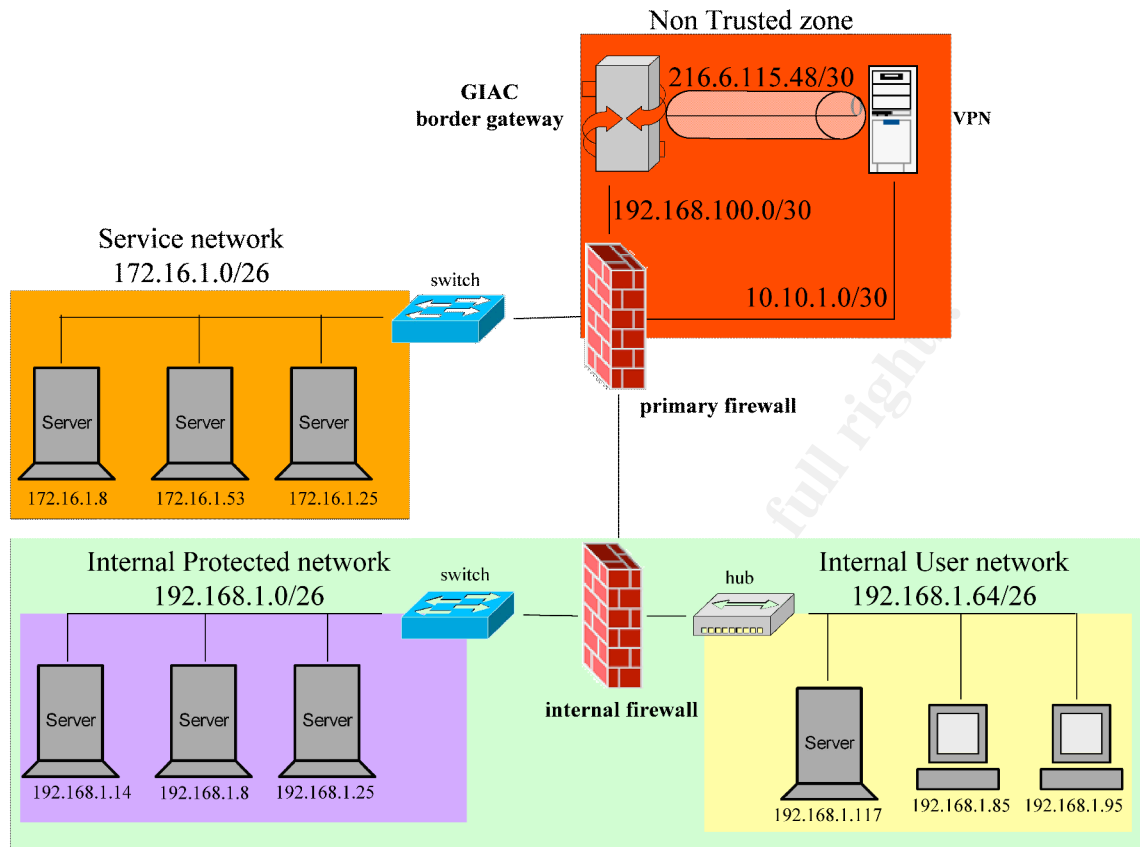 Non Trusted zone
216.6.115.48/30
GIAC
border gateway
VPN
192.168.100.0/30
Service network
172.16.1.0/26
switch
10.10.1.0/30
primary firewall
Server
Server
Server
172.16.1.8
172.16.1.53
172.16.1.25
full right
Internal Protected network
192.168.1.0/26
switch
hub
Internal User network
192.168.1.64/26
internal firewall
Server
Server
Server
192.168.1.14
192.168.1.8
192.168.1.25
Server
192.168.1.117
192.168.1.85
192.168.1.95